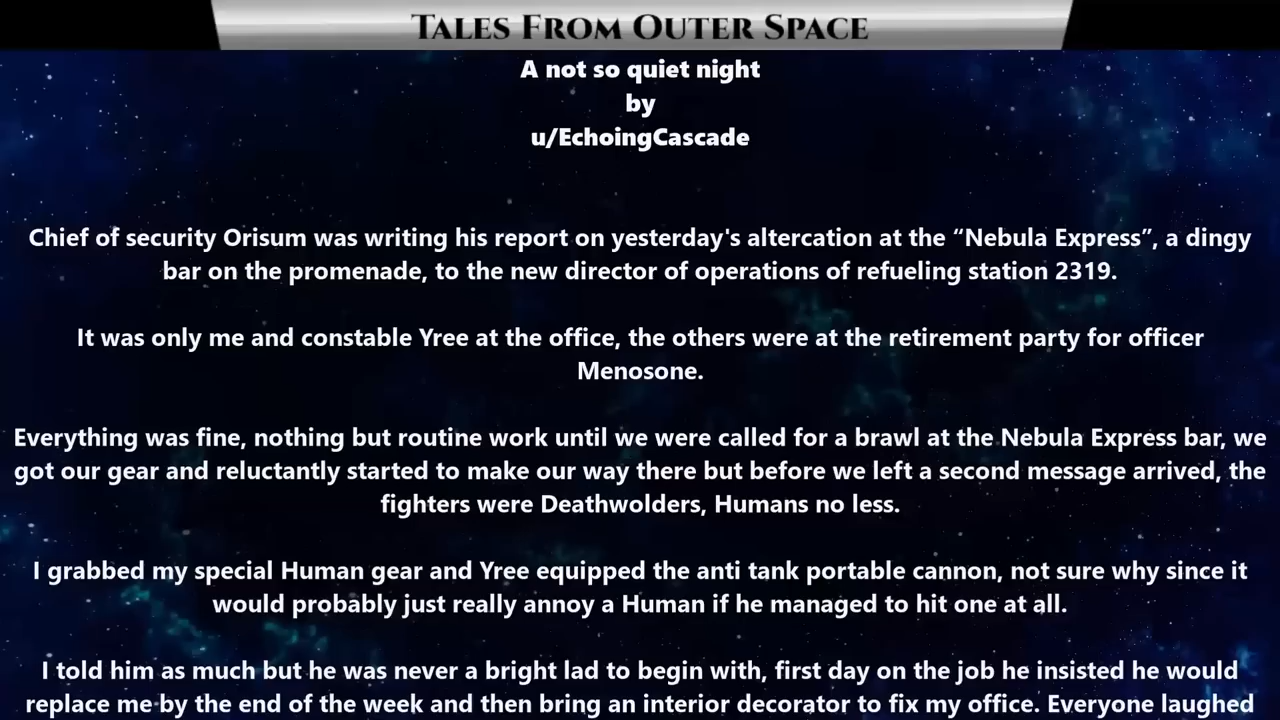 Tales From Outer Space
A not so quiet night
by
u/EchoingCascade
Chief of security Orisum was writing his report on yesterday's altercation at the “Nebula Express”, a dingy
bar on the promenade, to the new director of operations of refueling station 2319.
It was only me and constable Yree at the office, the others were at the retirement party for officer
Menosone.
Everything was fine, nothing but routine work until we were called for a brawl at the Nebula Express bar, we
got our gear and reluctantly started to make our way there but before we left a second message arrived, the
fighters were Deathwolders, Humans no less.
I grabbed my special Human gear and Yree equipped the anti tank portable cannon, not sure why since it
would probably just really annoy a Human if he managed to hit one at all.
I told him as much but he was never a bright lad to begin with, first day on the job he insisted he would
replace me by the end of the week and then bring an interior decorator to fix my office. Everyone laughed